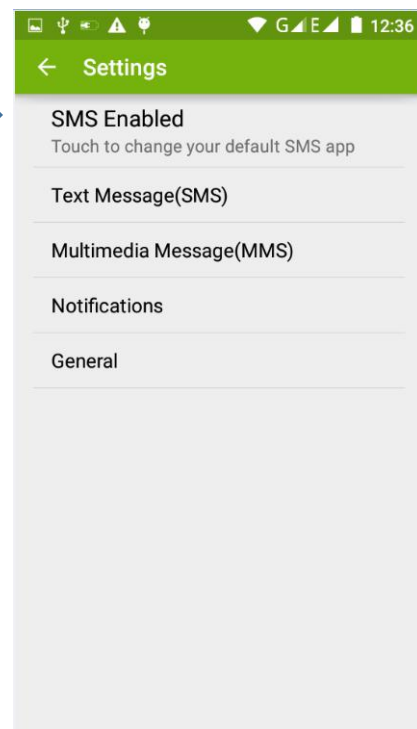 G E 12:36
Settings
SMS Enabled
Touch to change your default SMS app
Text Message(SMS)
Multimedia Message(MMS)
Notifications
General